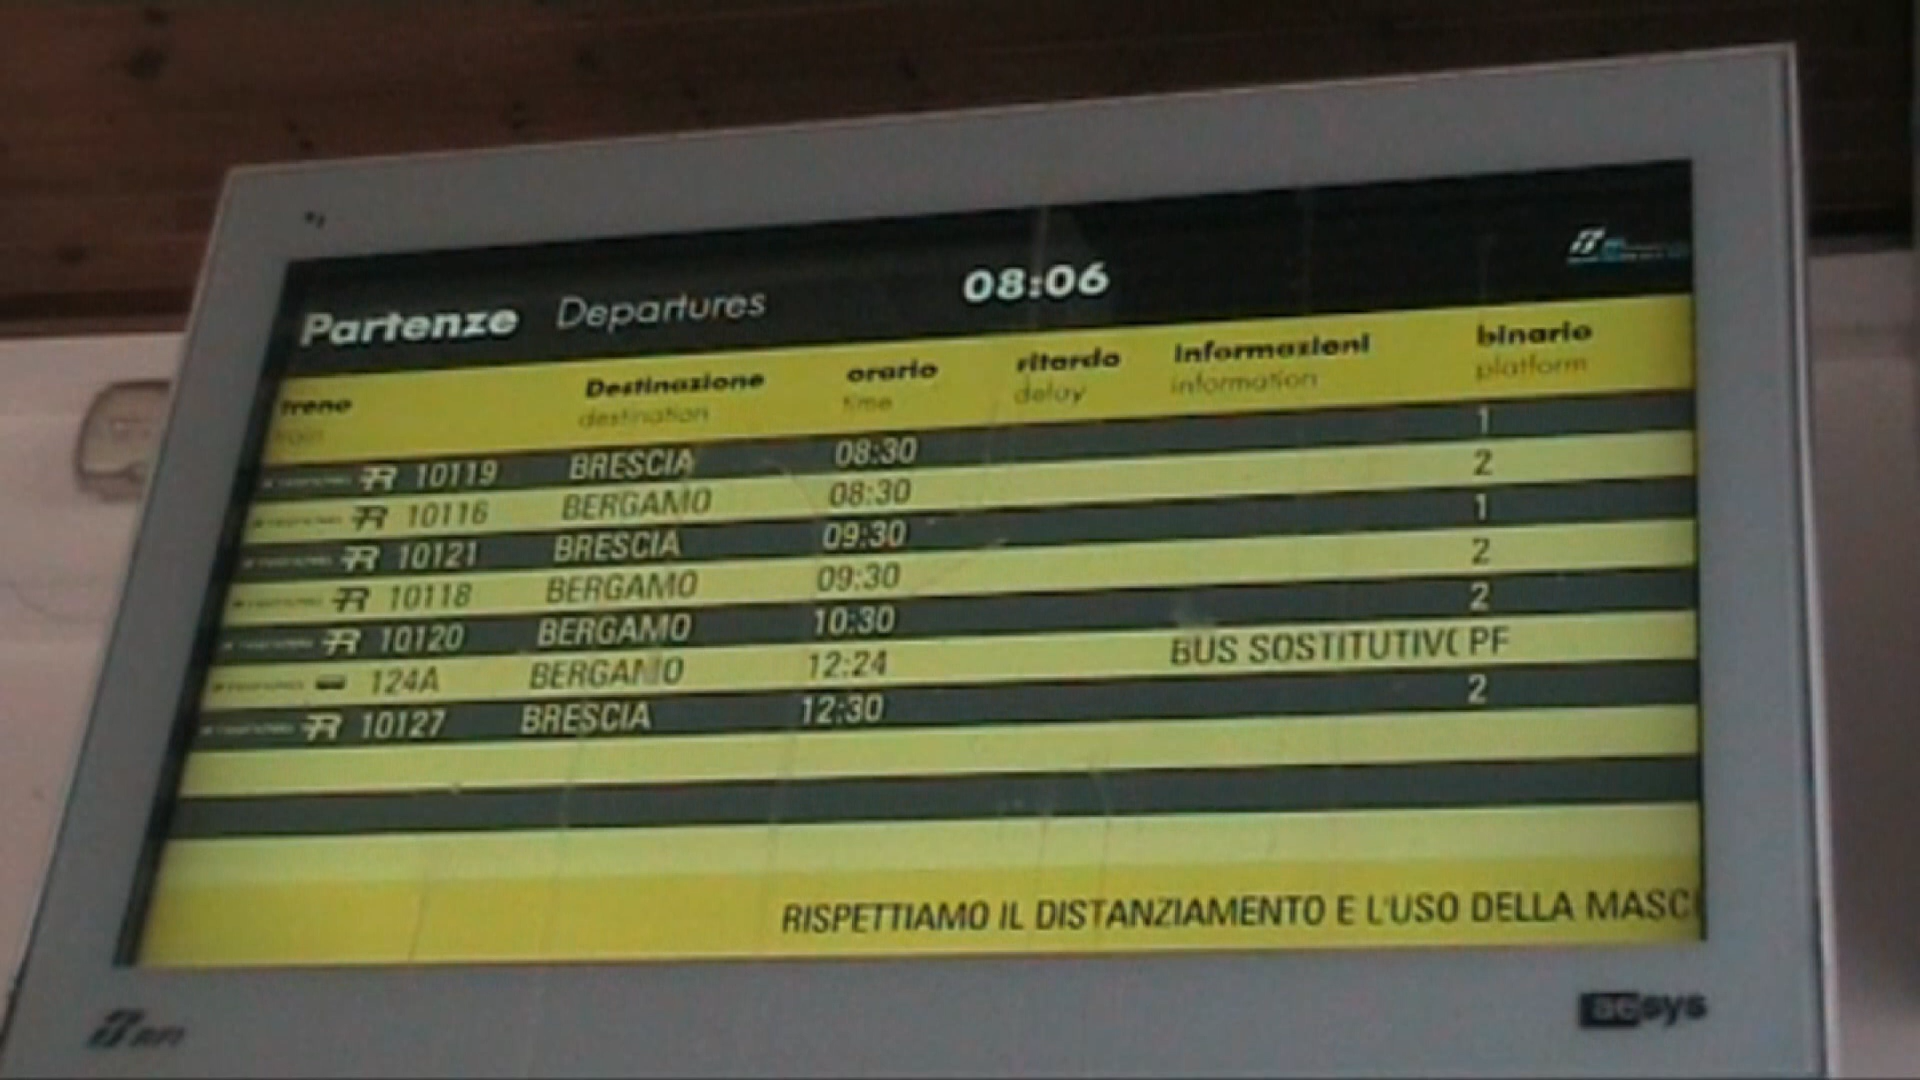 Partenze Departures 08:06
treno Destinazione orario ritardo informazioni binario
train destination time delay information platform
R 10119 BRESCIA 08:30 1
R 10116 BERGAMO 08:30 2
R 10121 BRESCIA 09:30 1
R 10118 BERGAMO 09:30 2
R 10120 BERGAMO 10:30 2
124A BERGAMO 12:24 BUS SOSTITUTIVO PF
R 10127 BRESCIA 12:30 2
RISPETTIAMO IL DISTANZIAMENTO E L'USO DELLA MASC
RFI aesys